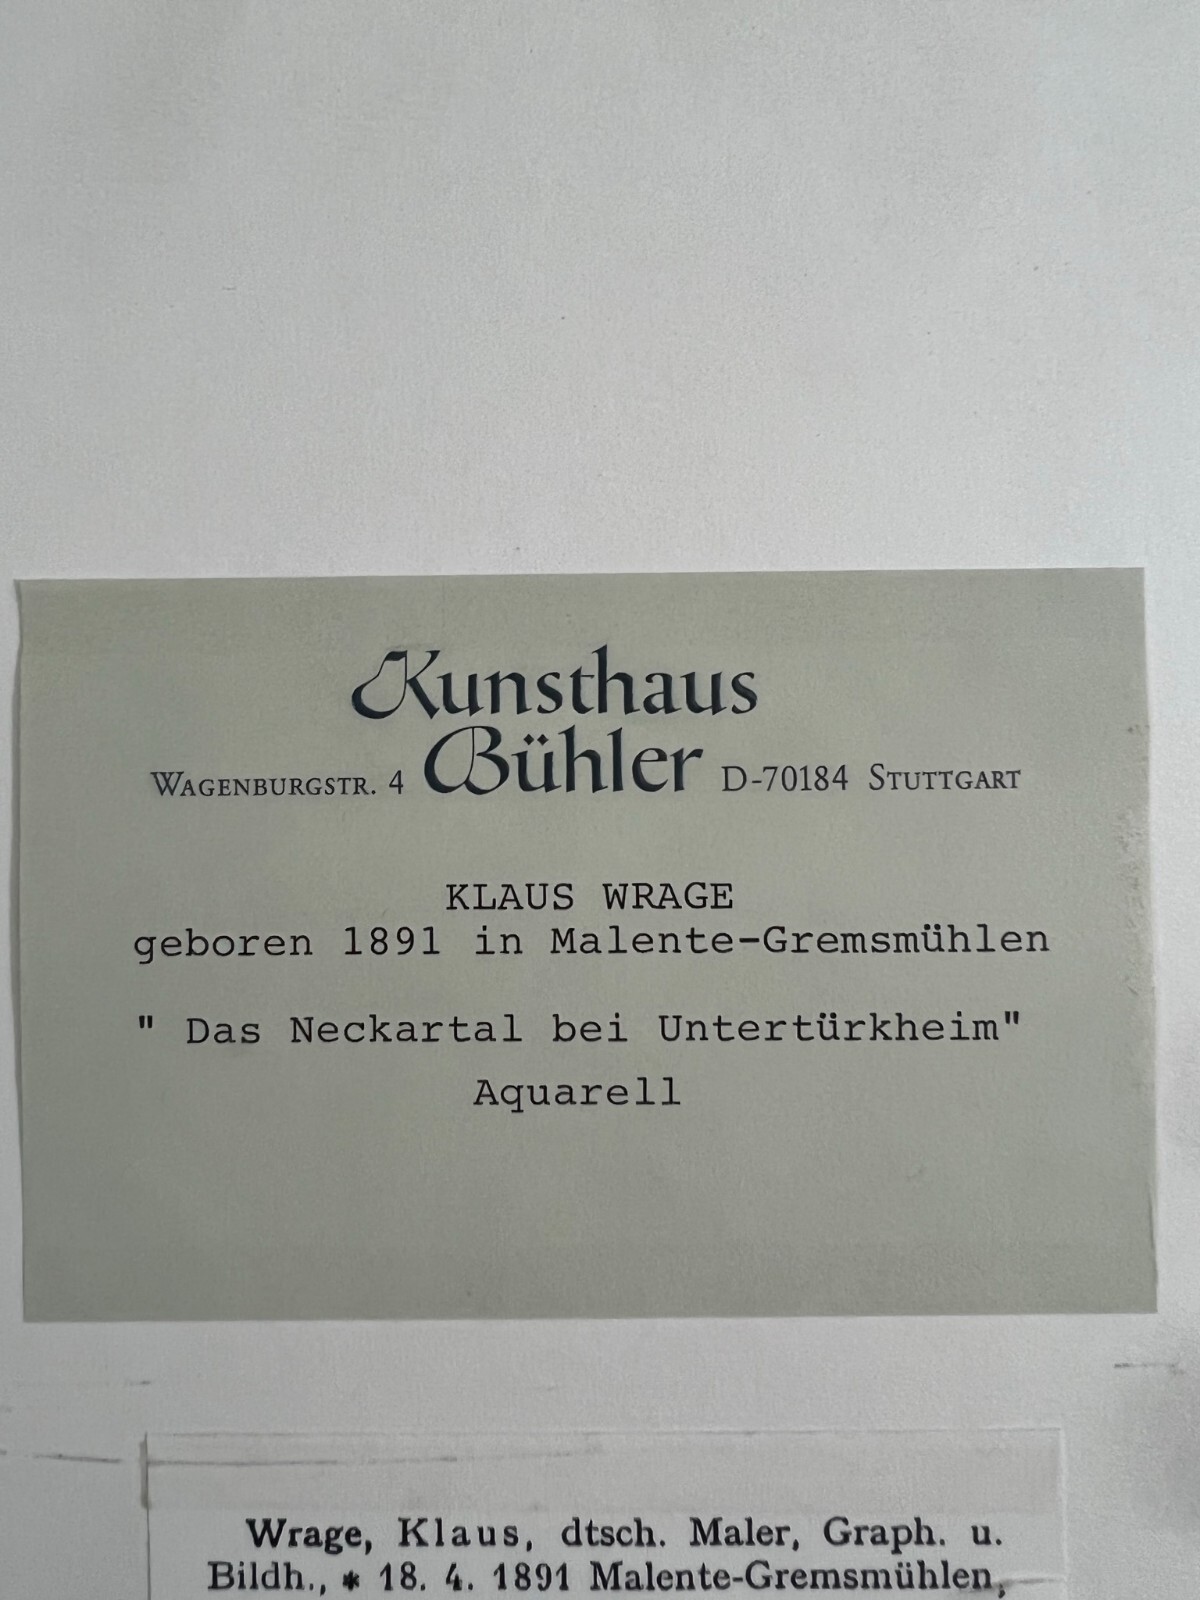 Kunsthaus
WAGENBURGSTR. 4 Bühler D-70184 STUTTGART
KLAUS WRAGE
geboren 1891 in Malente-Gremsmühlen
" Das Neckartal bei Untertürkheim"
Aquarell
Wrage, Klaus, dtsch. Maler, Graph. u.
Bildh., * 18. 4. 1891 Malente-Gremsmühlen,